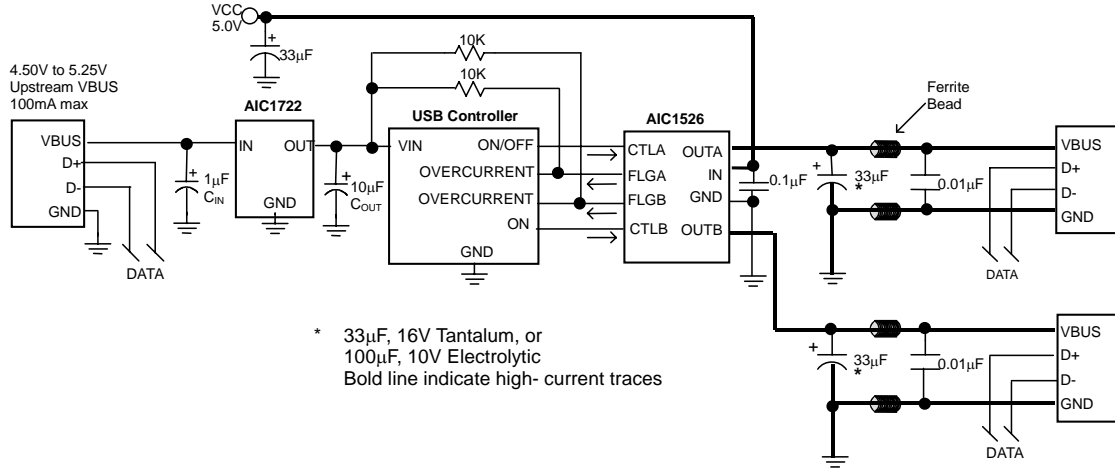 VCC
5.0V
+
33µF
10K
10K
4.50V to 5.25V
Upstream VBUS
100mA max
VBUS
D+
D-
GND
DATA
+
1µF
CIN
AIC1722
IN
OUT
GND
+
10µF
COUT
USB Controller
VIN
ON/OFF
OVERCURRENT
OVERCURRENT
ON
GND
AIC1526
CTLA
FLGA
FLGB
CTLB
OUTA
IN
GND
OUTB
0.1µF
Ferrite
Bead
+
33µF
*
0.01µF
VBUS
D+
D-
GND
DATA
+
33µF
*
0.01µF
VBUS
D+
D-
GND
DATA
* 33µF, 16V Tantalum, or
100µF, 10V Electrolytic
Bold line indicate high- current traces